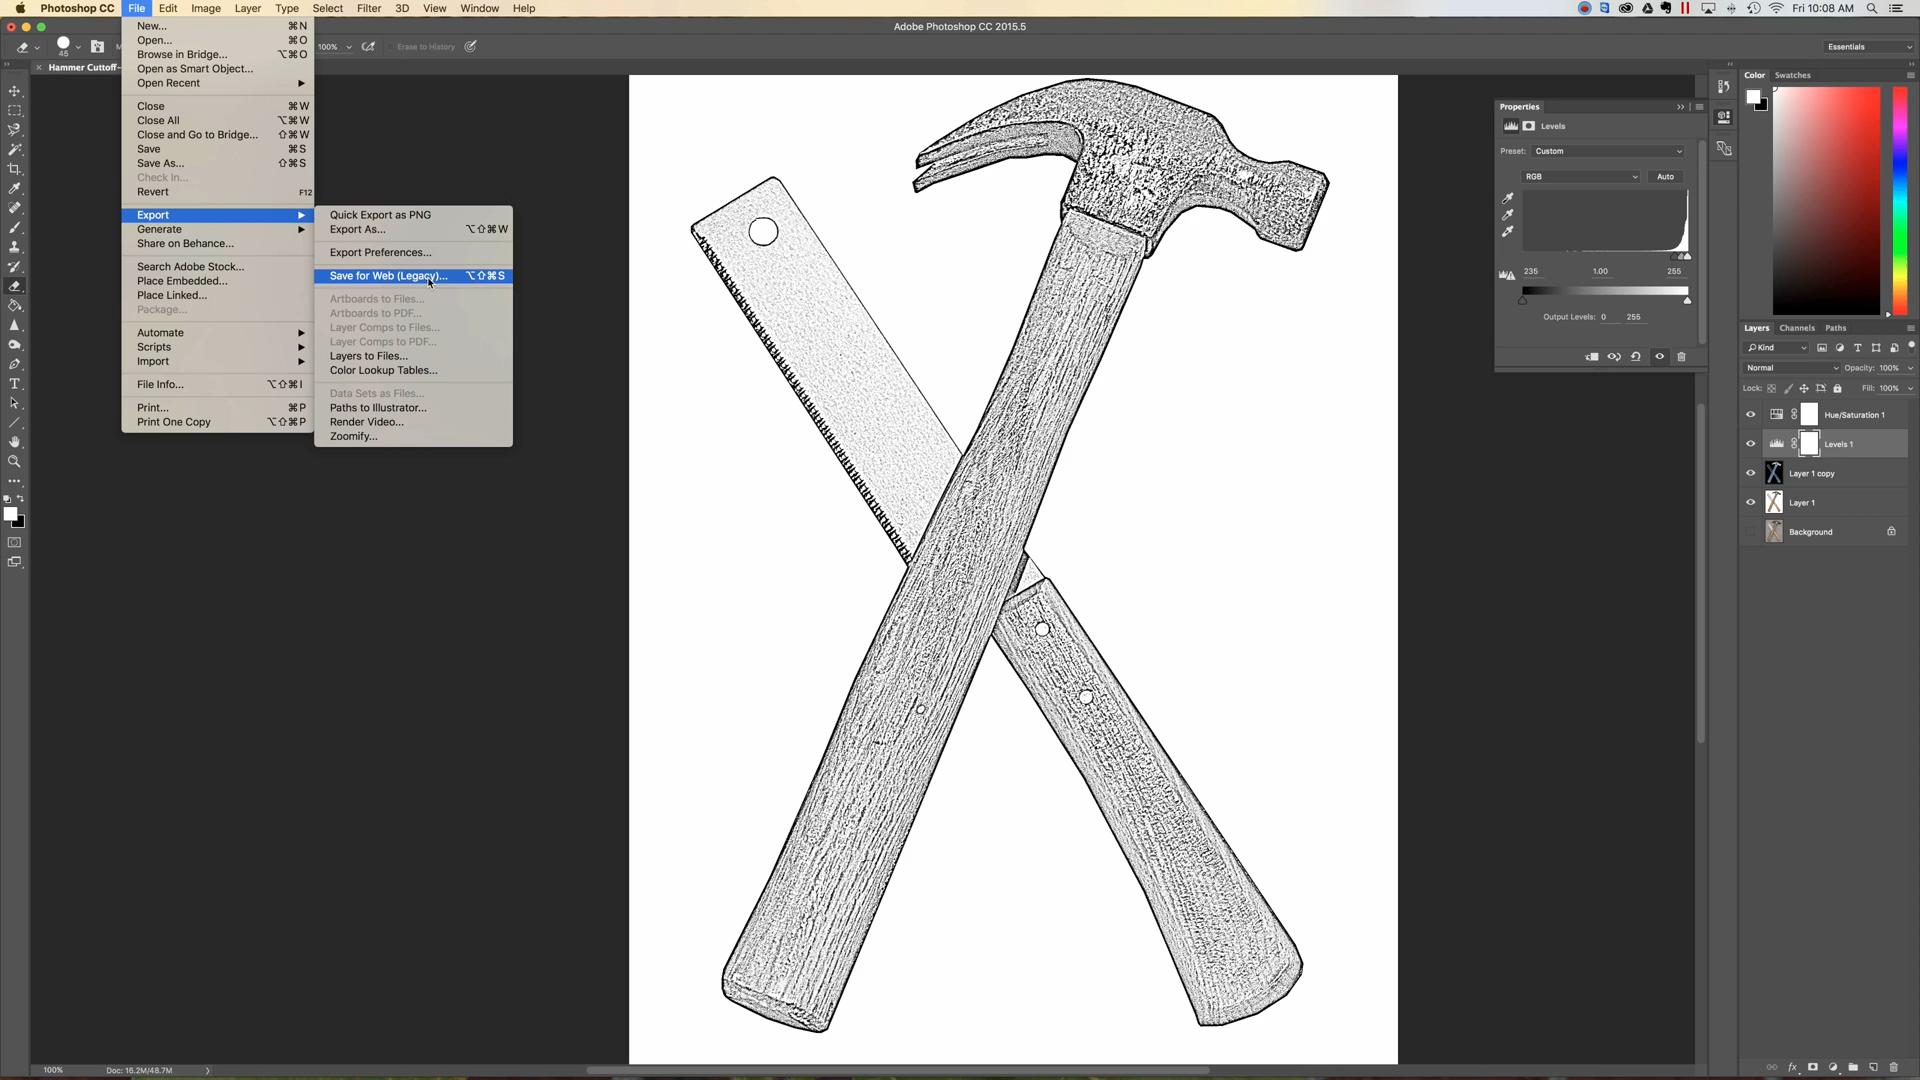 Photoshop CC File Edit Image Layer Type Select Filter 3D View Window Help Fri 10:08 AM
Adobe Photoshop CC 2015.5
45 100% Erase to History Essentials
Hammer Cuttoff
New... ⌘N
Open... ⌘O
Browse in Bridge... ⌥⌘O
Open as Smart Object...
Open Recent
Close ⌘W
Close All ⌥⌘W
Close and Go to Bridge... ⇧⌘W
Save ⌘S
Save As... ⇧⌘S
Check In...
Revert F12
Export
Generate
Share on Behance...
Search Adobe Stock...
Place Embedded...
Place Linked...
Package...
Automate
Scripts
Import
File Info... ⌥⇧⌘I
Print... ⌘P
Print One Copy ⌥⇧⌘P
Quick Export as PNG
Export As... ⌥⇧⌘W
Export Preferences...
Save for Web (Legacy)... ⌥⇧⌘S
Artboards to Files...
Artboards to PDF...
Layer Comps to Files...
Layer Comps to PDF...
Layers to Files...
Color Lookup Tables...
Data Sets as Files...
Paths to Illustrator...
Render Video...
Zoomify...
Properties
Levels
Preset: Custom
RGB Auto
235 1.00 255
Output Levels: 0 255
Color Swatches
Layers Channels Paths
Kind
Normal Opacity: 100%
Lock: Fill: 100%
Hue/Saturation 1
Levels 1
Layer 1 copy
Layer 1
Background
100% Doc: 16.2M/48.7M